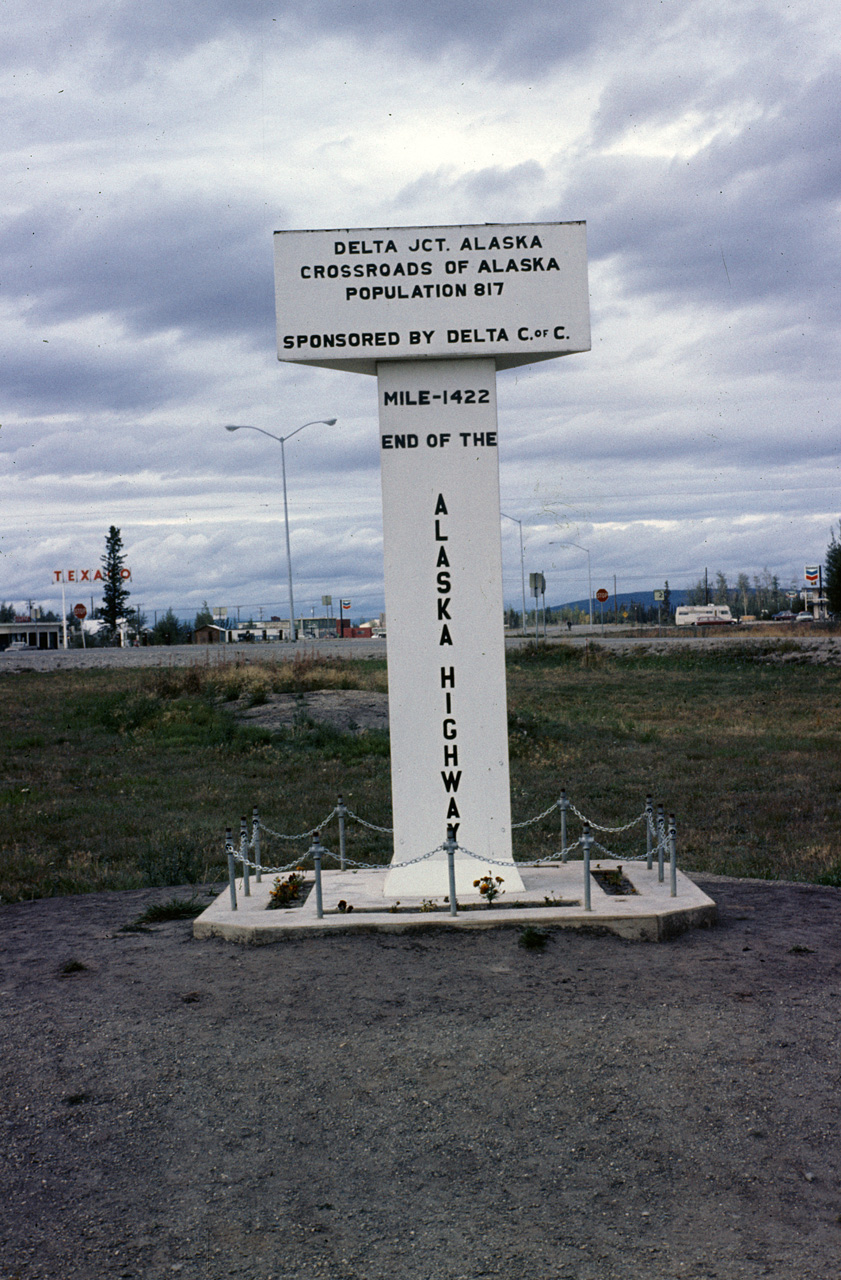 DELTA JCT. ALASKA
CROSSROADS OF ALASKA
POPULATION 817
SPONSORED BY DELTA C. OF C.
MILE-1422
END OF THE
ALASKA HIGHWAY
TEXACO